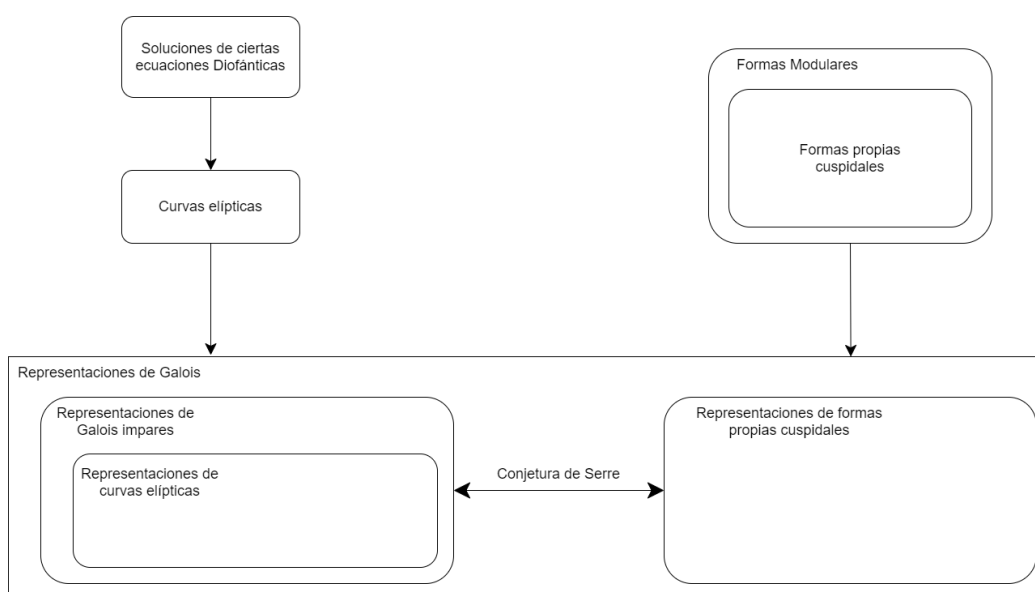 Soluciones de ciertas
ecuaciones Diofánticas
Formas Modulares
Formas propias
cuspidales
Curvas elípticas
Representaciones de Galois
Representaciones de
Galois impares
Representaciones de formas
propias cuspidales
Representaciones de
curvas elípticas
Conjetura de Serre